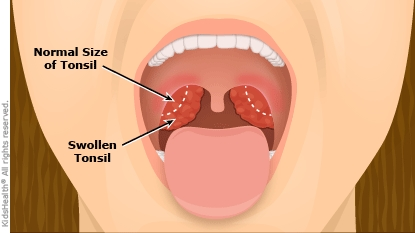 Normal Size
of Tonsil
Swollen
Tonsil
KidsHealth® All rights reserved.